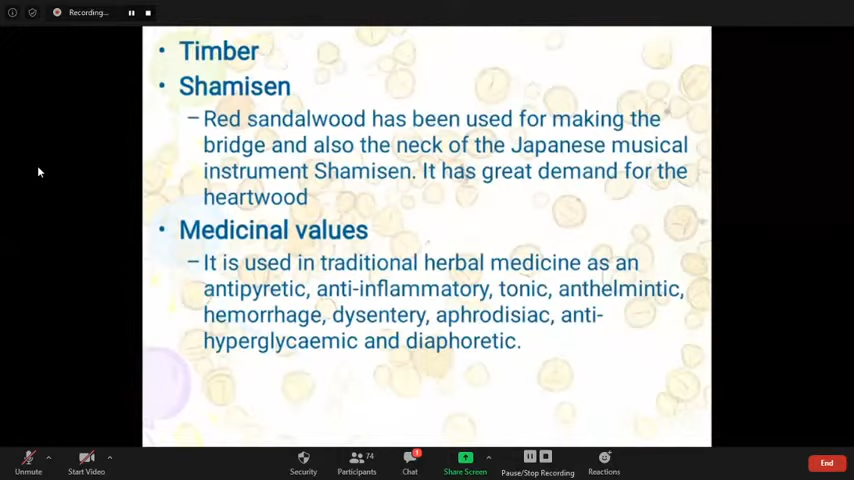 Recording...
• Timber
• Shamisen
–Red sandalwood has been used for making the
bridge and also the neck of the Japanese musical
instrument Shamisen. It has great demand for the
heartwood
• Medicinal values
–It is used in traditional herbal medicine as an
antipyretic, anti-inflammatory, tonic, anthelmintic,
hemorrhage, dysentery, aphrodisiac, anti-
hyperglycaemic and diaphoretic.
Unmute
Start Video
Security
Participants 74
Chat 1
Share Screen
Pause/Stop Recording
Reactions
End